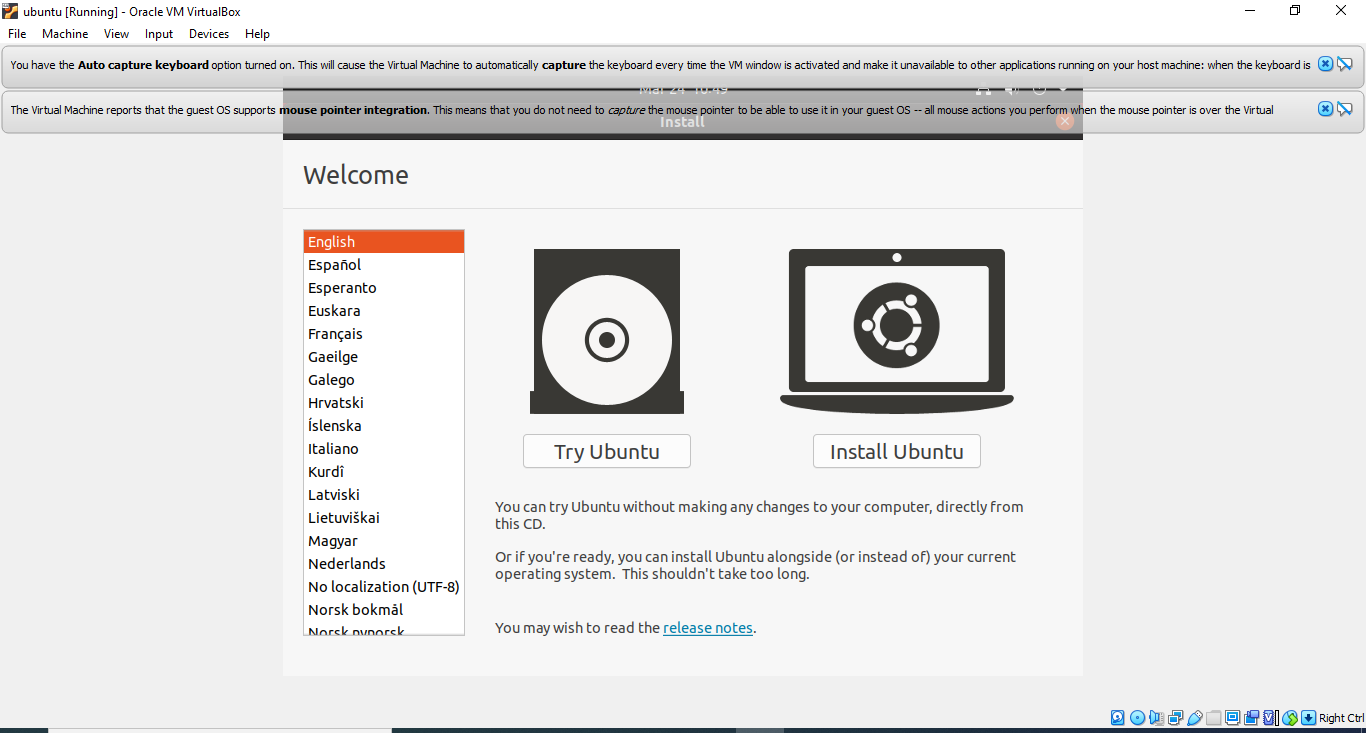 ubuntu [Running] - Oracle VM VirtualBox
File Machine View Input Devices Help
You have the Auto capture keyboard option turned on. This will cause the Virtual Machine to automatically capture the keyboard every time the VM window is activated and make it unavailable to other applications running on your host machine: when the keyboard is
Mar 24 10:49
The Virtual Machine reports that the guest OS supports mouse pointer integration. This means that you do not need to capture the mouse pointer to be able to use it in your guest OS -- all mouse actions you perform when the mouse pointer is over the Virtual
Install
Welcome
English
Español
Esperanto
Euskara
Français
Gaeilge
Galego
Hrvatski
Íslenska
Italiano
Kurdî
Latviski
Lietuviškai
Magyar
Nederlands
No localization (UTF-8)
Norsk bokmål
Norsk nynorsk
Try Ubuntu
Install Ubuntu
You can try Ubuntu without making any changes to your computer, directly from
this CD.
Or if you're ready, you can install Ubuntu alongside (or instead of) your current
operating system. This shouldn't take too long.
You may wish to read the release notes.
Right Ctrl